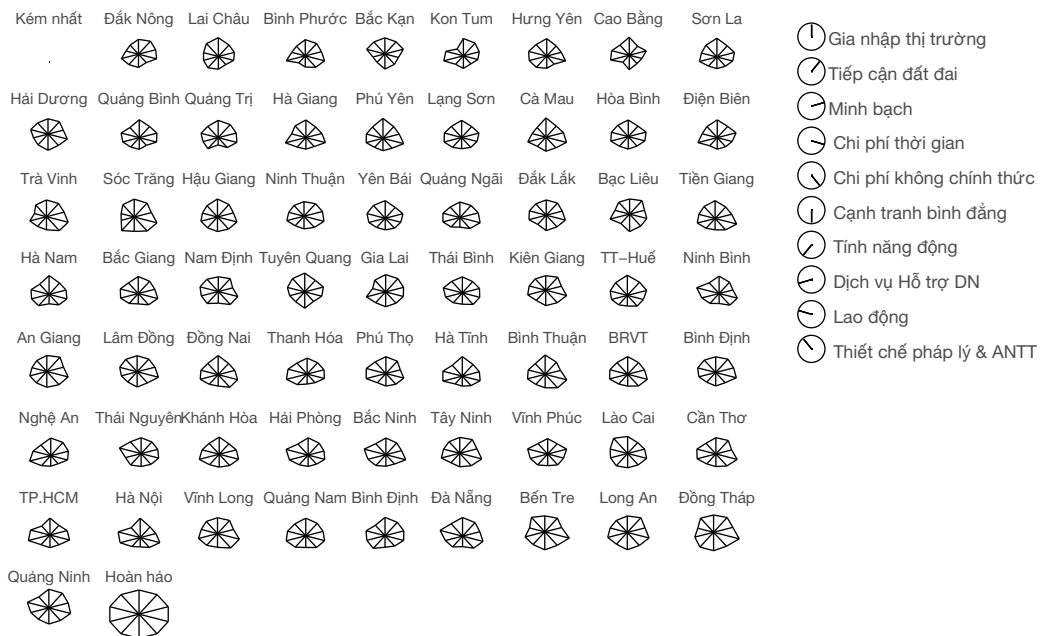 Kém nhất Đắk Nông Lai Châu Bình Phước Bắc Kạn Kon Tum Hưng Yên Cao Bằng Sơn La
Hải Dương Quảng Bình Quảng Trị Hà Giang Phú Yên Lạng Sơn Cà Mau Hòa Bình Điện Biên
Trà Vinh Sóc Trăng Hậu Giang Ninh Thuận Yên Bái Quảng Ngãi Đắk Lắk Bạc Liêu Tiền Giang
Hà Nam Bắc Giang Nam Định Tuyên Quang Gia Lai Thái Bình Kiên Giang TT–Huế Ninh Bình
An Giang Lâm Đồng Đồng Nai Thanh Hóa Phú Thọ Hà Tĩnh Bình Thuận BRVT Bình Định
Nghệ An Thái Nguyên Khánh Hòa Hải Phòng Bắc Ninh Tây Ninh Vĩnh Phúc Lào Cai Cần Thơ
TP.HCM Hà Nội Vĩnh Long Quảng Nam Bình Định Đà Nẵng Bến Tre Long An Đồng Tháp
Quảng Ninh Hoàn hảo
Gia nhập thị trường
Tiếp cận đất đai
Minh bạch
Chi phí thời gian
Chi phí không chính thức
Cạnh tranh bình đẳng
Tính năng động
Dịch vụ Hỗ trợ DN
Lao động
Thiết chế pháp lý & ANTT